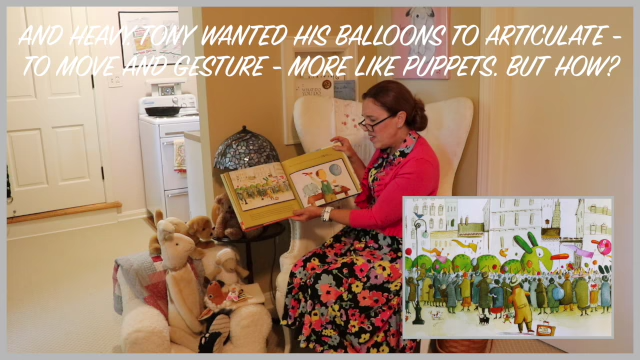 AND HEAVY TONY WANTED HIS BALLOONS TO ARTICULATE -
TO MOVE AND GESTURE - MORE LIKE PUPPETS. BUT HOW?